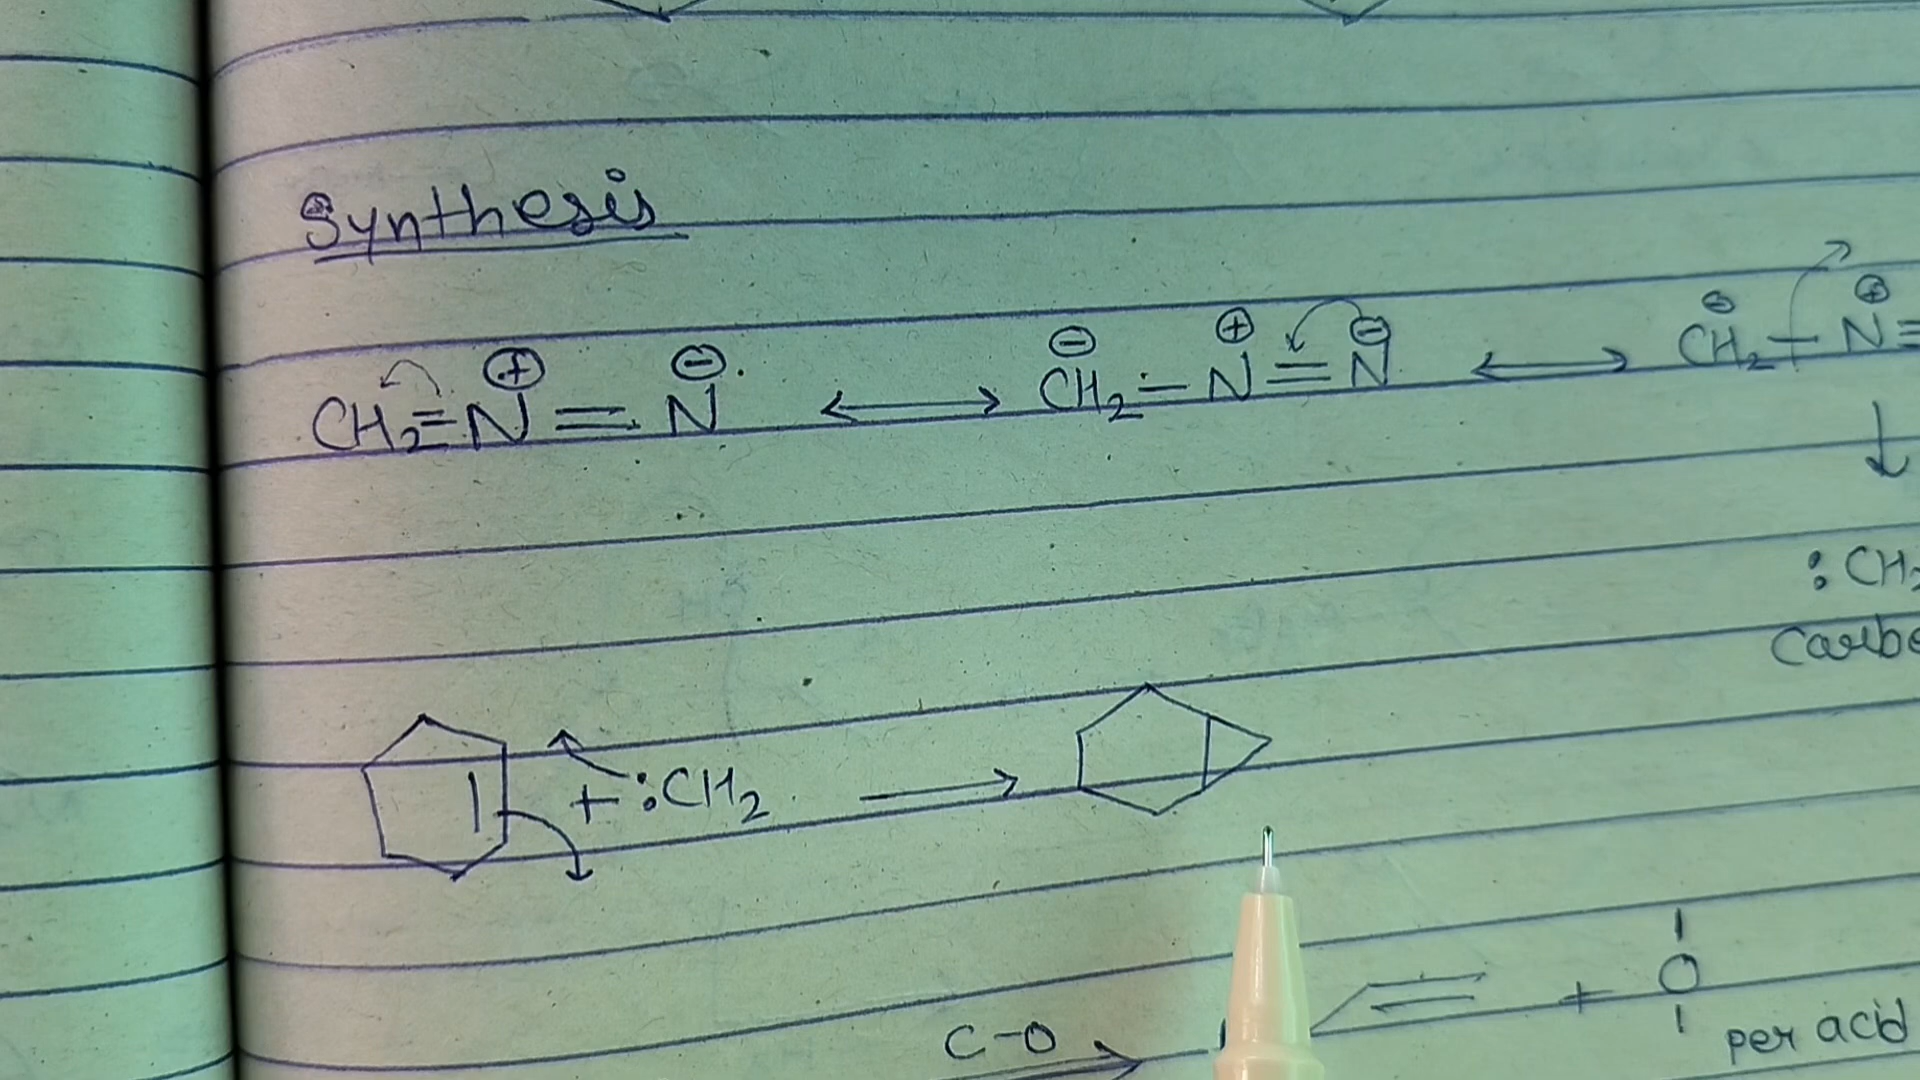 Synthesis
CH₂=N⊕=N⊖ ⟷ ⊖CH₂–N⊕≡N⊖ ⟷ ⊖CH₂–N⊕≡
:CH₂
Carbe
+ :CH₂ →
C-O + O
per acid